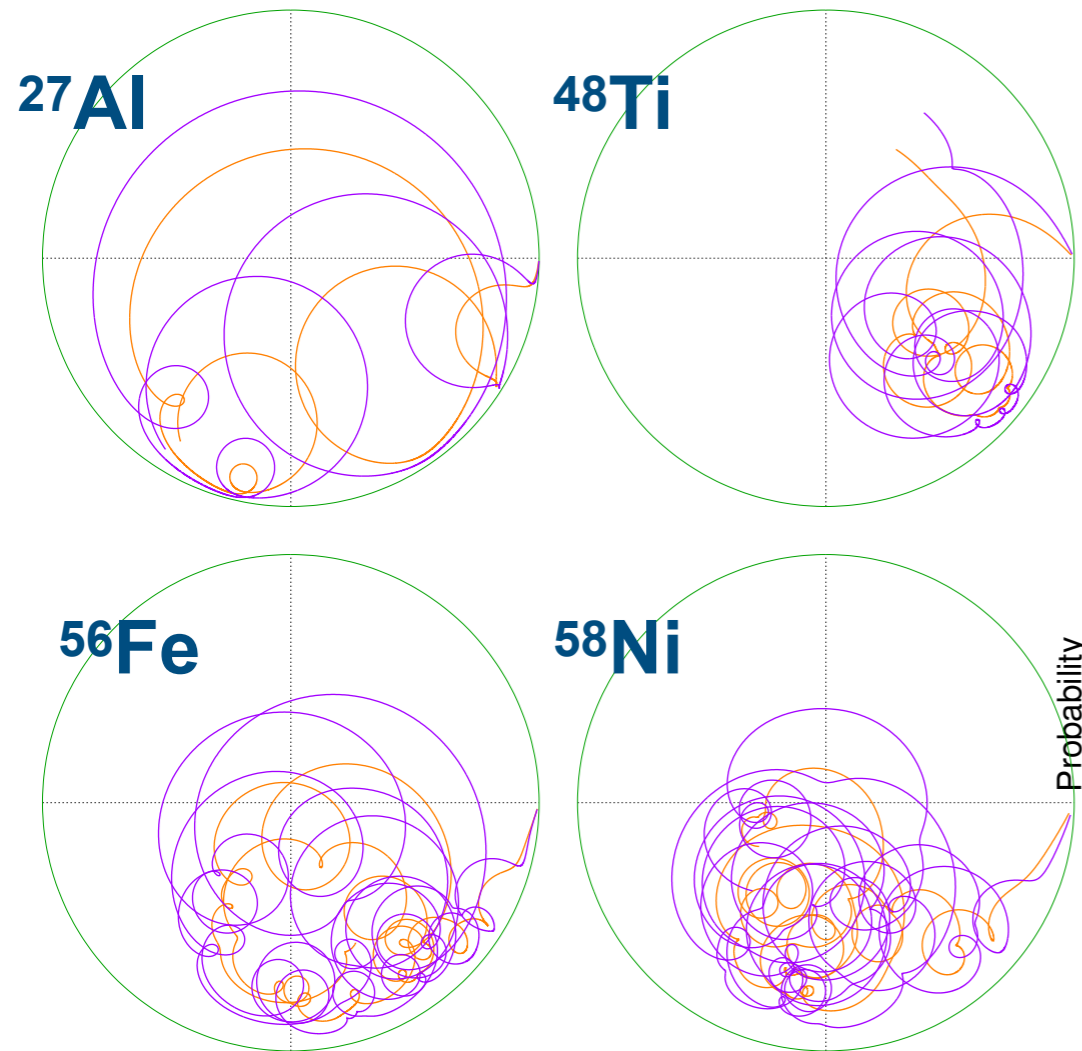 ²⁷Al
⁴⁸Ti
⁵⁶Fe
⁵⁸Ni
Probability